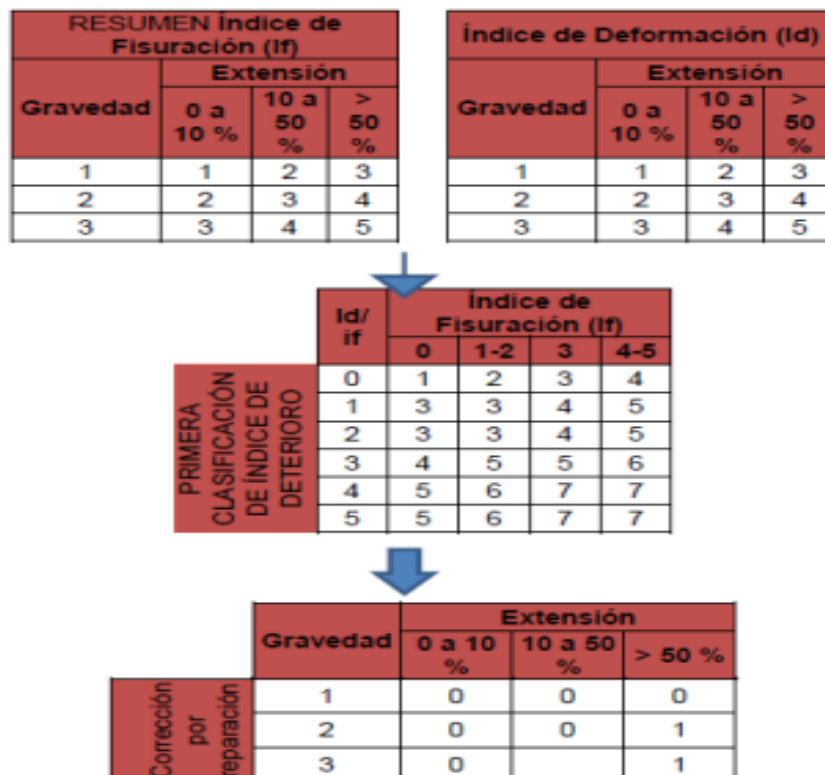 RESUMEN Índice de
Fisuración (If)
Gravedad
Extensión
0 a
10 %
10 a
50
%
>
50
%
1 1 2 3
2 2 3 4
3 3 4 5
Índice de Deformación (Id)
Gravedad
Extensión
0 a
10 %
10 a
50
%
>
50
%
1 1 2 3
2 2 3 4
3 3 4 5
PRIMERA
CLASIFICACIÓN
DE ÍNDICE DE
DETERIORO
Id/
if
Índice de
Fisuración (If)
0 1-2 3 4-5
0 1 2 3 4
1 3 3 4 5
2 3 3 4 5
3 4 5 5 6
4 5 6 7 7
5 5 6 7 7
Corrección
por
reparación
Gravedad
Extensión
0 a 10
%
10 a 50
%
> 50 %
1 0 0 0
2 0 0 1
3 0 1